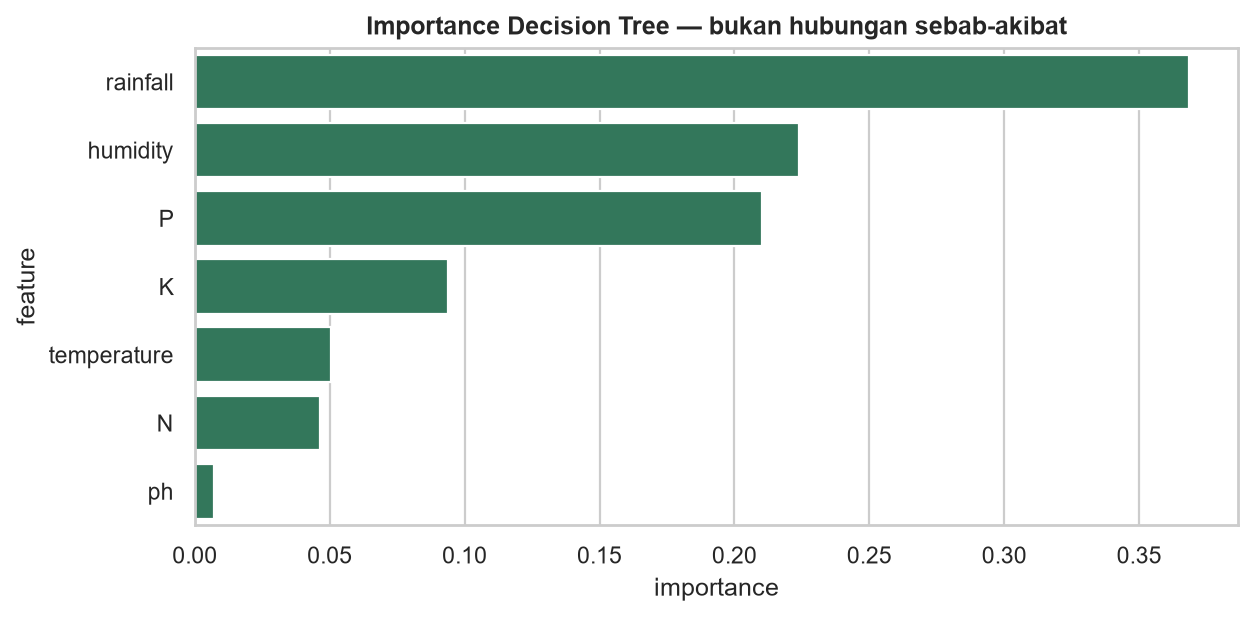 Importance Decision Tree — bukan hubungan sebab-akibat
rainfall
humidity
P
K
temperature
N
ph
feature
0.00 0.05 0.10 0.15 0.20 0.25 0.30 0.35
importance